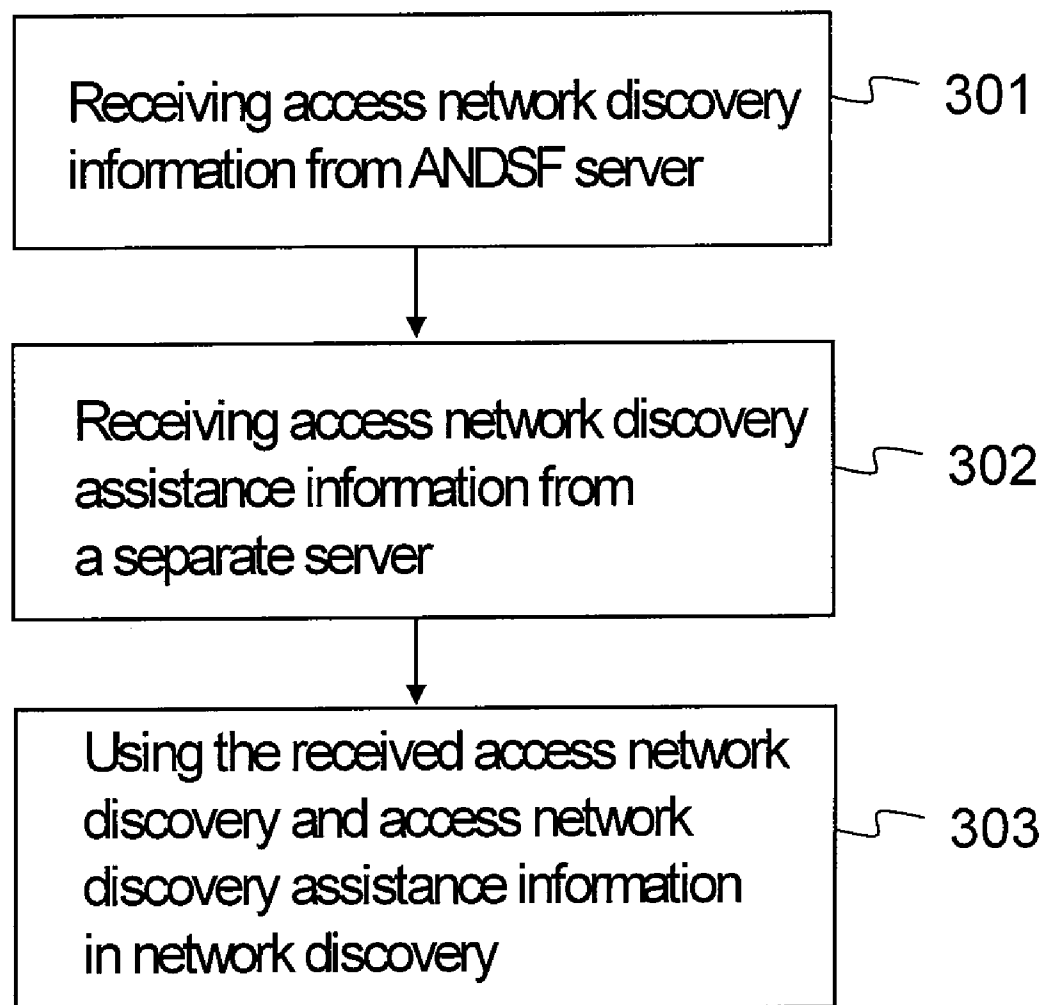 Receiving access network discovery
information from ANDSF server
301
Receiving access network discovery
assistance information from
a separate server
302
Using the received access network
discovery and access network
discovery assistance information
in network discovery
303